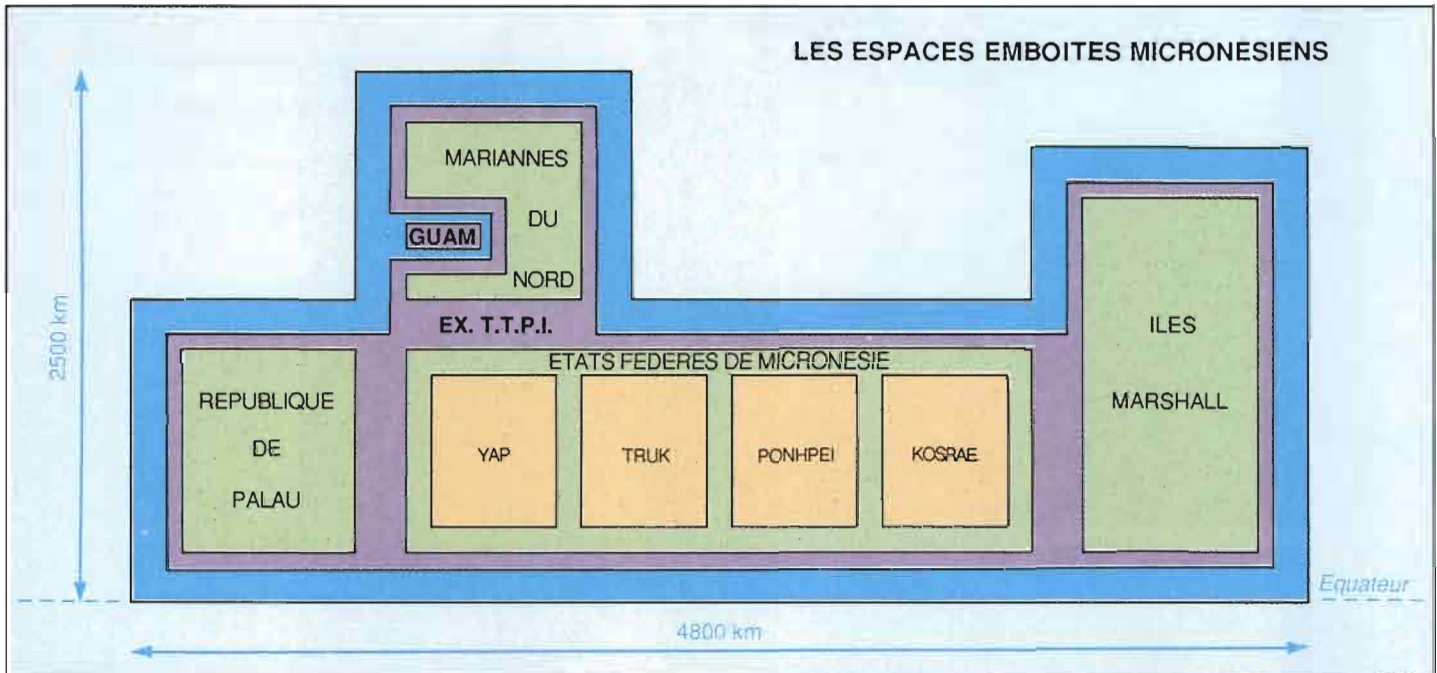 LES ESPACES EMBOITES MICRONESIENS
2500 km
MARIANNES
DU
NORD
GUAM
EX. T.T.P.I.
ETATS FEDERES DE MICRONESIE
REPUBLIQUE
DE
PALAU
YAP
TRUK
PONHPEI
KOSRAE
ILES
MARSHALL
Equateur
4800 km